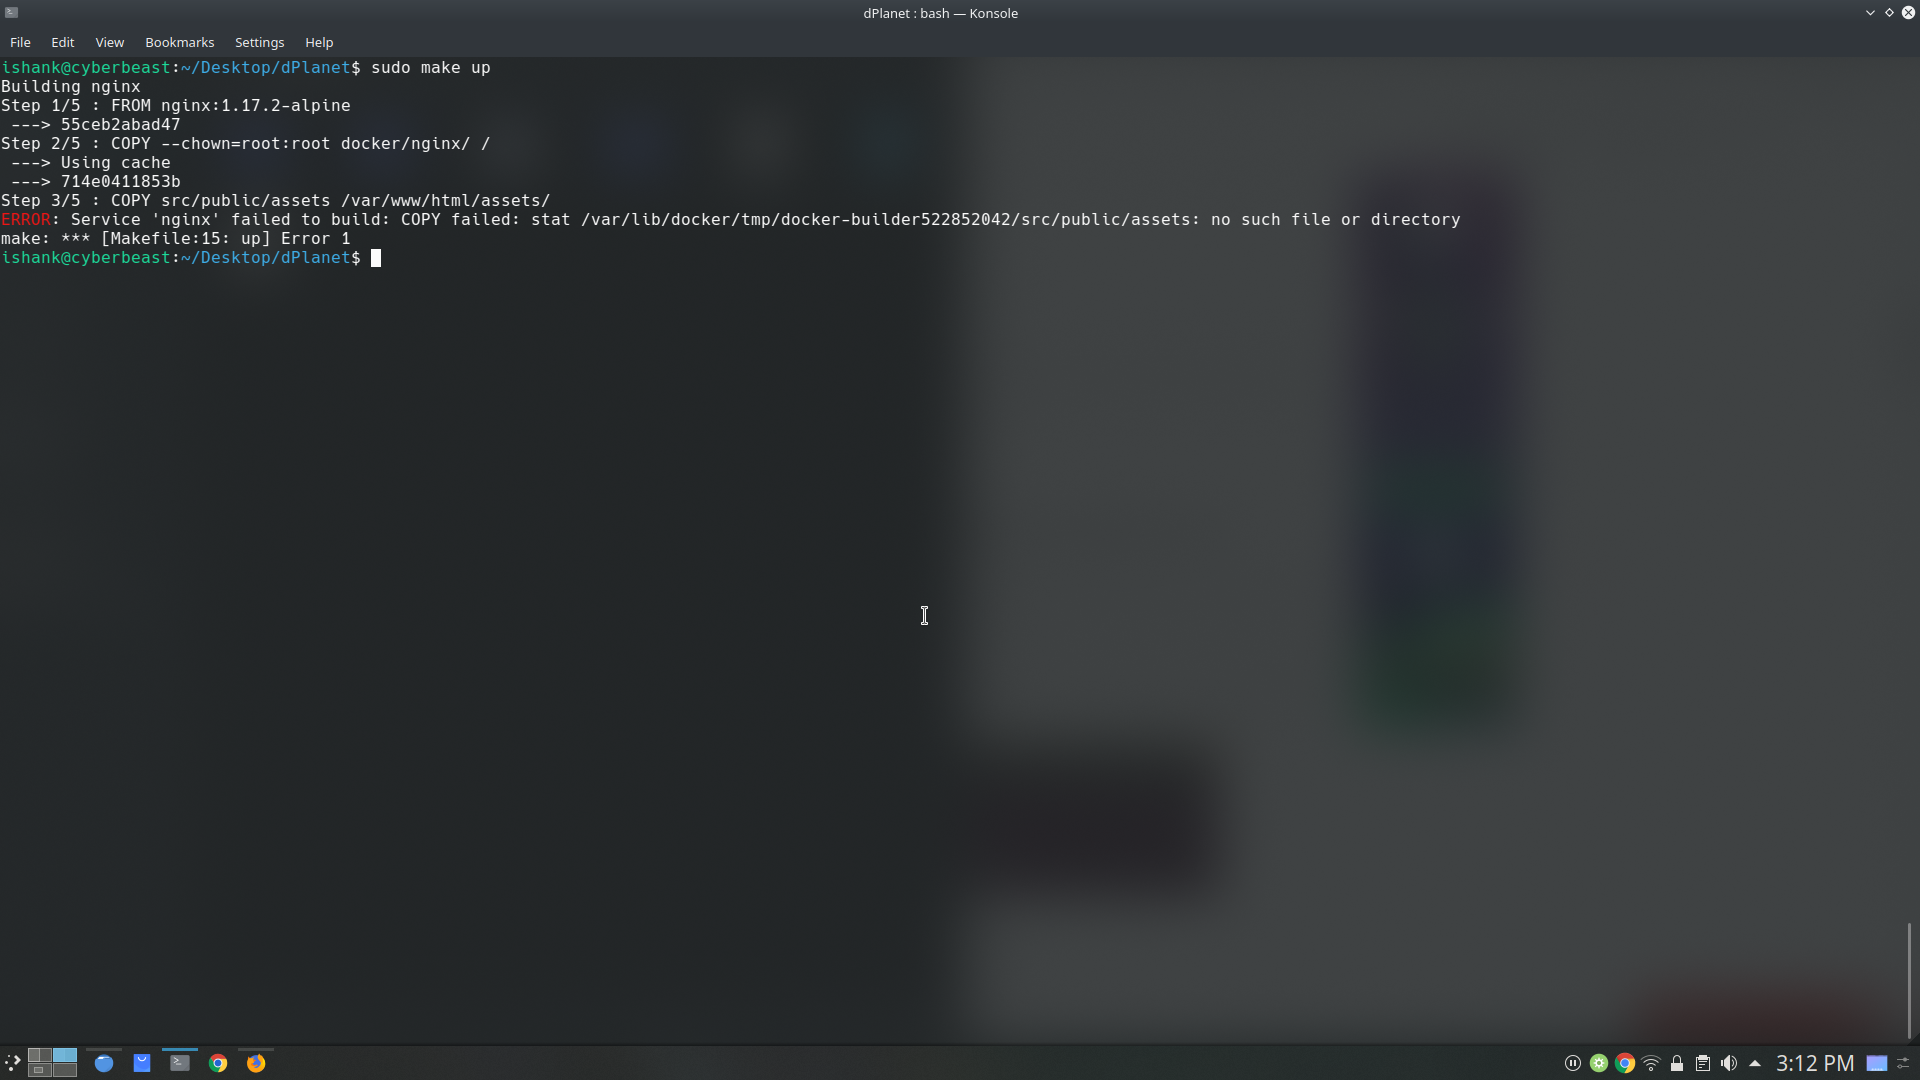 dPlanet : bash — Konsole
File Edit View Bookmarks Settings Help
ishank@cyberbeast:~/Desktop/dPlanet$ sudo make up
Building nginx
Step 1/5 : FROM nginx:1.17.2-alpine
 ---> 55ceb2abad47
Step 2/5 : COPY --chown=root:root docker/nginx/ /
 ---> Using cache
 ---> 714e0411853b
Step 3/5 : COPY src/public/assets /var/www/html/assets/
ERROR: Service 'nginx' failed to build: COPY failed: stat /var/lib/docker/tmp/docker-builder522852042/src/public/assets: no such file or directory
make: *** [Makefile:15: up] Error 1
ishank@cyberbeast:~/Desktop/dPlanet$
3:12 PM